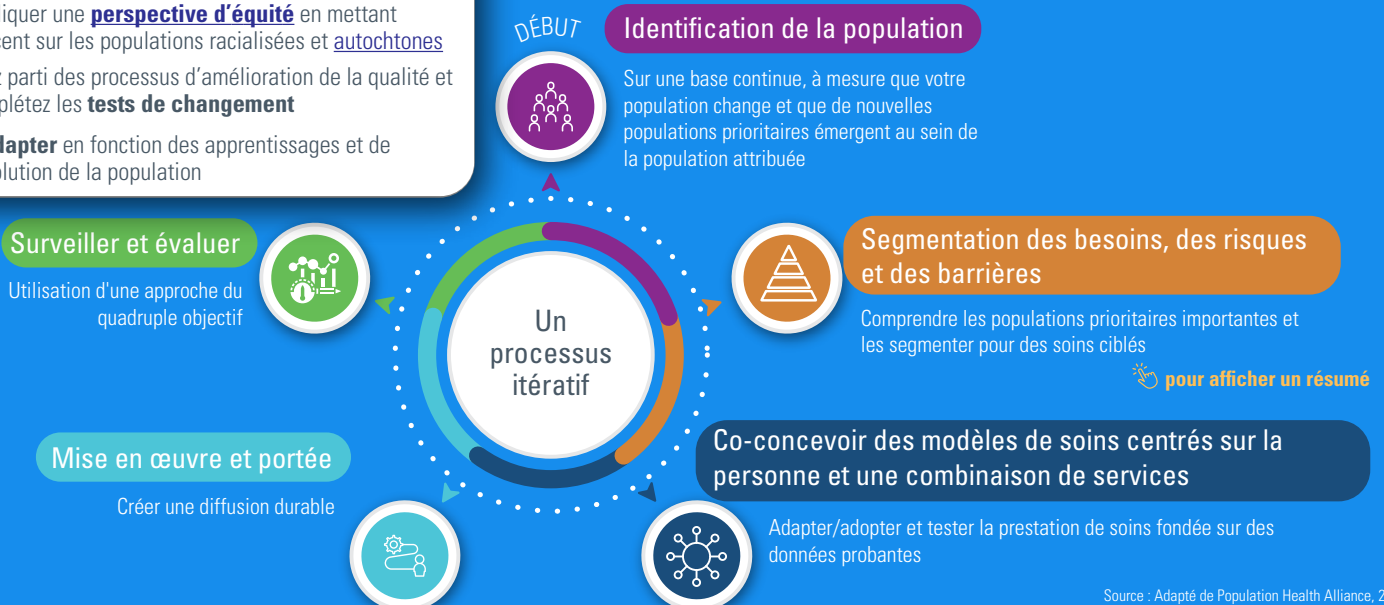 une perspective d'équité en mettant
sur les populations racialisées et autochtones
parti des processus d'amélioration de la qualité et
les tests de changement
en fonction des apprentissages et de
de la population
DÉBUT
Identification de la population
Sur une base continue, à mesure que votre
population change et que de nouvelles
populations prioritaires émergent au sein de
la population attribuée
Surveiller et évaluer
Utilisation d'une approche du
quadruple objectif
Segmentation des besoins, des risques
et des barrières
Comprendre les populations prioritaires importantes et
les segmenter pour des soins ciblés
pour afficher un résumé
Un
processus
itératif
Mise en œuvre et portée
Créer une diffusion durable
Co-concevoir des modèles de soins centrés sur la
personne et une combinaison de services
Adapter/adopter et tester la prestation de soins fondée sur des
données probantes
Source : Adapté de Population Health Alliance,